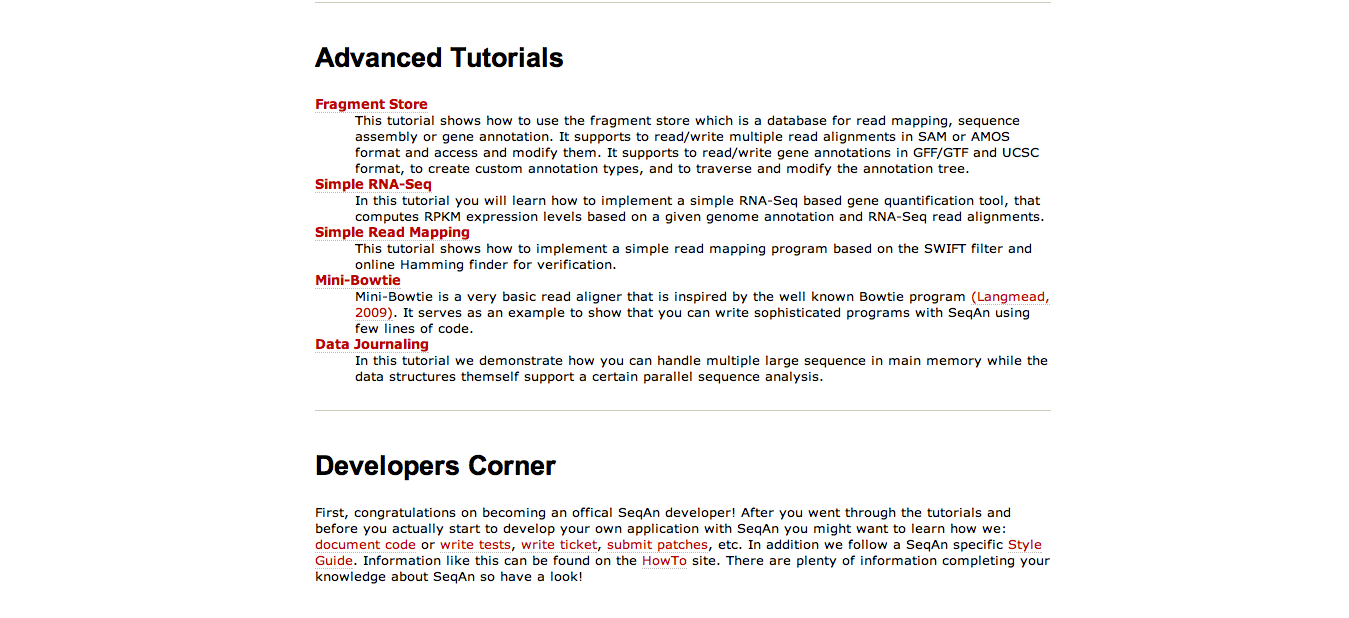 Advanced Tutorials
Fragment Store
This tutorial shows how to use the fragment store which is a database for read mapping, sequence
assembly or gene annotation. It supports to read/write multiple read alignments in SAM or AMOS
format and access and modify them. It supports to read/write gene annotations in GFF/GTF and UCSC
format, to create custom annotation types, and to traverse and modify the annotation tree.
Simple RNA-Seq
In this tutorial you will learn how to implement a simple RNA-Seq based gene quantification tool, that
computes RPKM expression levels based on a given genome annotation and RNA-Seq read alignments.
Simple Read Mapping
This tutorial shows how to implement a simple read mapping program based on the SWIFT filter and
online Hamming finder for verification.
Mini-Bowtie
Mini-Bowtie is a very basic read aligner that is inspired by the well known Bowtie program (Langmead,
2009). It serves as an example to show that you can write sophisticated programs with SeqAn using
few lines of code.
Data Journaling
In this tutorial we demonstrate how you can handle multiple large sequence in main memory while the
data structures themself support a certain parallel sequence analysis.
Developers Corner
First, congratulations on becoming an offical SeqAn developer! After you went through the tutorials and
before you actually start to develop your own application with SeqAn you might want to learn how we:
document code or write tests, write ticket, submit patches, etc. In addition we follow a SeqAn specific Style
Guide. Information like this can be found on the HowTo site. There are plenty of information completing your
knowledge about SeqAn so have a look!